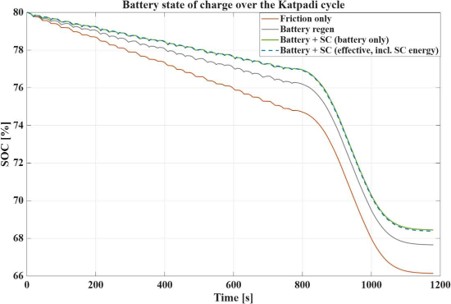 Battery state of charge over the Katpadi cycle
Friction only
Battery regen
Battery + SC (battery only)
Battery + SC (effective, incl. SC energy)
SOC [%]
80
78
76
74
72
70
68
66
0
200
400
600
800
1000
1200
Time [s]